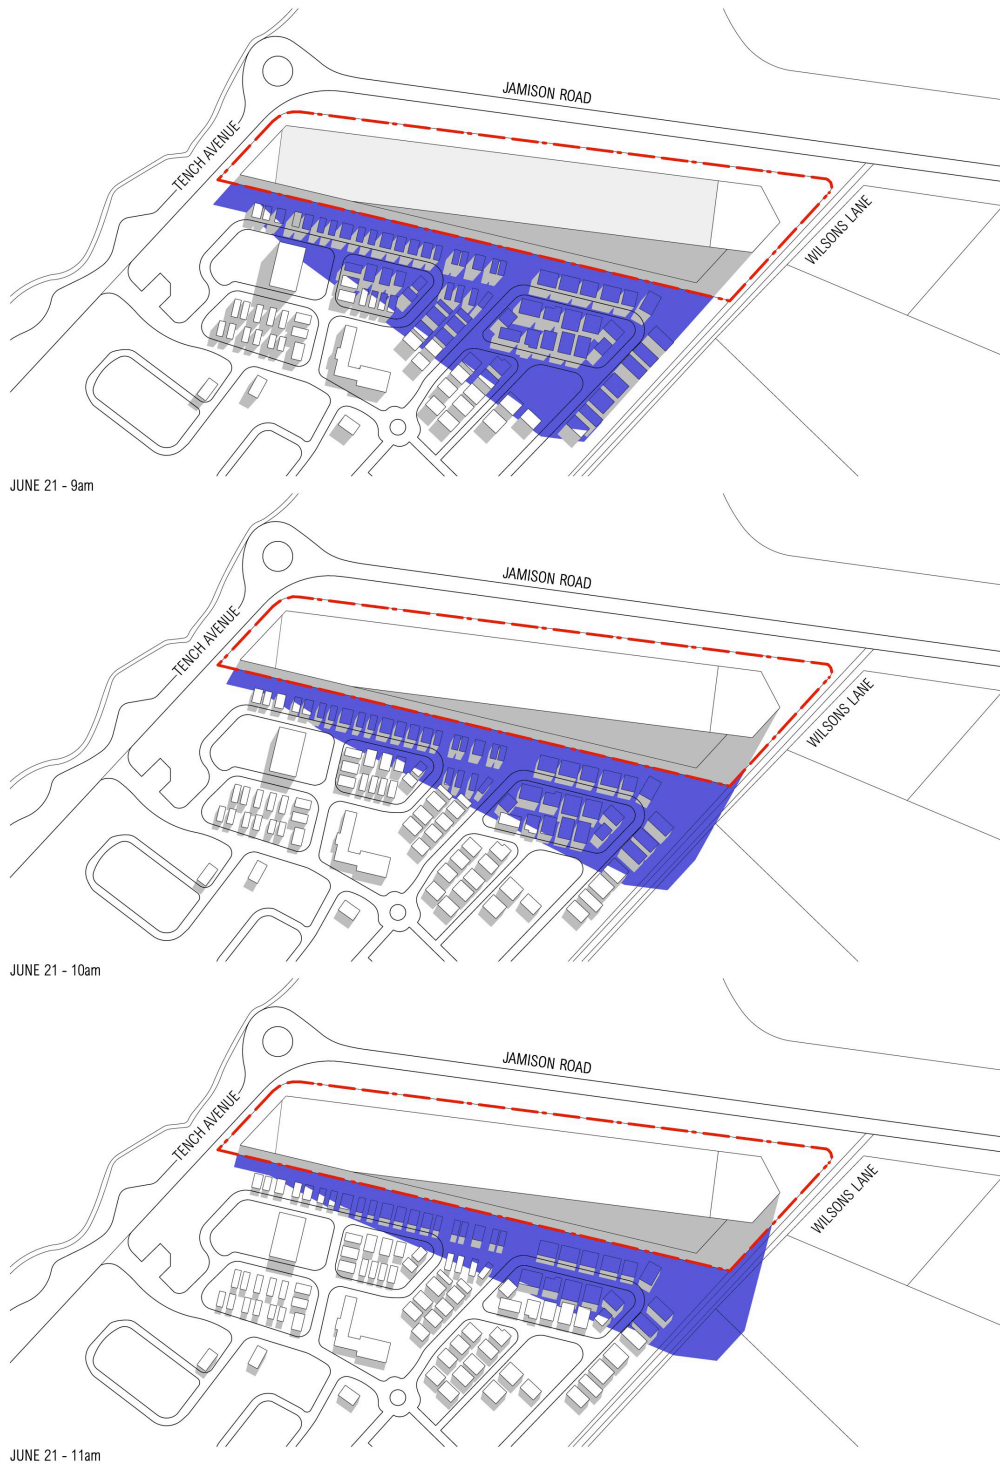 JAMISON ROAD
TENCH AVENUE
WILSONS LANE
JUNE 21 - 9am
JAMISON ROAD
TENCH AVENUE
WILSONS LANE
JUNE 21 - 10am
JAMISON ROAD
TENCH AVENUE
WILSONS LANE
JUNE 21 - 11am